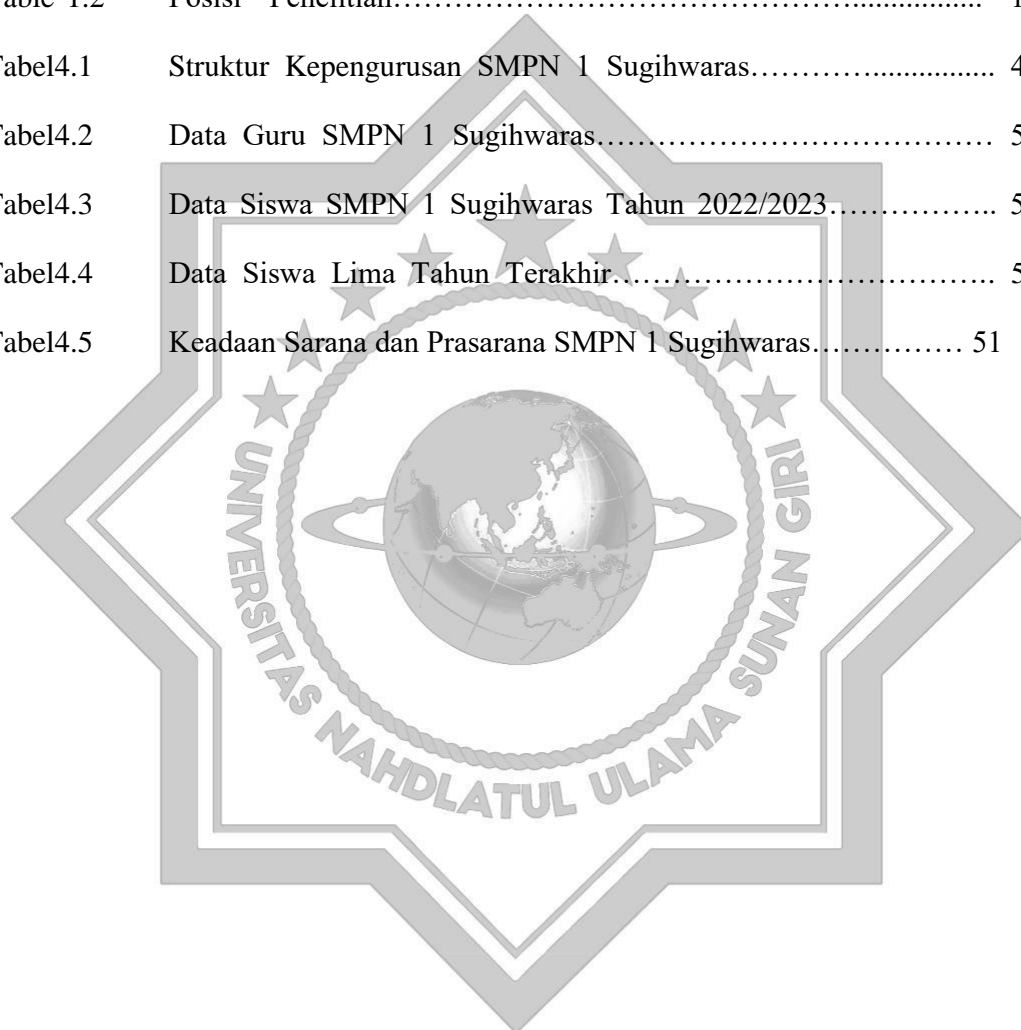 Posisi Penelitian……………………………………………..................
Tabel4.1 Struktur Kepengurusan SMPN 1 Sugihwaras…………................ 4
Tabel4.2 Data Guru SMPN 1 Sugihwaras……………………………… 5
Tabel4.3 Data Siswa SMPN 1 Sugihwaras Tahun 2022/2023…………….. 5
Tabel4.4 Data Siswa Lima Tahun Terakhir……………………………….. 5
Tabel4.5 Keadaan Sarana dan Prasarana SMPN 1 Sugihwaras…………… 51
UNIVERSITAS NAHDLATUL ULAMA SUNAN GIRI